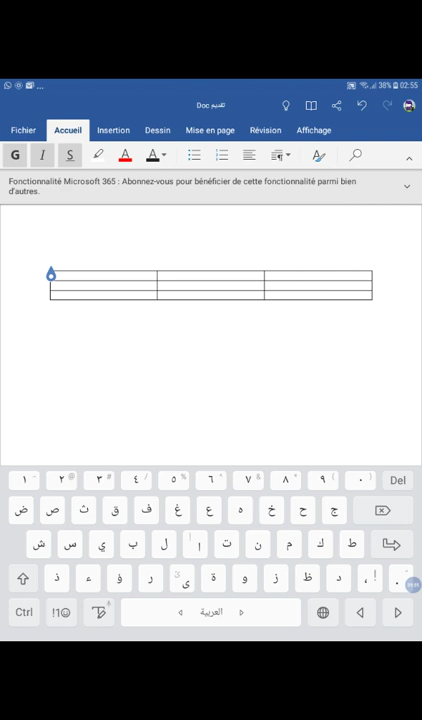 38% 02:55
Doc تقديم
Fichier Accueil Insertion Dessin Mise en page Révision Affichage
G I S A A
Fonctionnalité Microsoft 365 : Abonnez-vous pour bénéficier de cette fonctionnalité parmi bien
d'autres.
١ ٢ @ ٣ # ٤ / ٥ % ٦ ٧ & ٨ * ٩ ( ٠ ) Del
ض ص ث ق ف غ ع ه خ ح ج
ش س ي ب ل ا ت ن م ك ط
ذ ء ؤ ر ى ة و ز ظ د ، ! .
Ctrl !1☺ العربية